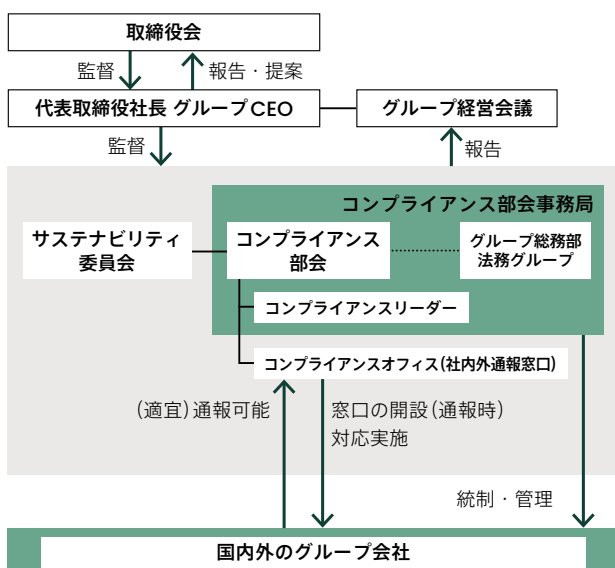 取締役会
監督
報告・提案
代表取締役社長 グループCEO
グループ経営会議
監督
報告
コンプライアンス部会事務局
サステナビリティ
委員会
コンプライアンス
部会
グループ総務部
法務グループ
コンプライアンスリーダー
コンプライアンスオフィス(社内外通報窓口)
(適宜)通報可能
窓口の開設(通報時)
対応実施
統制・管理
国内外のグループ会社